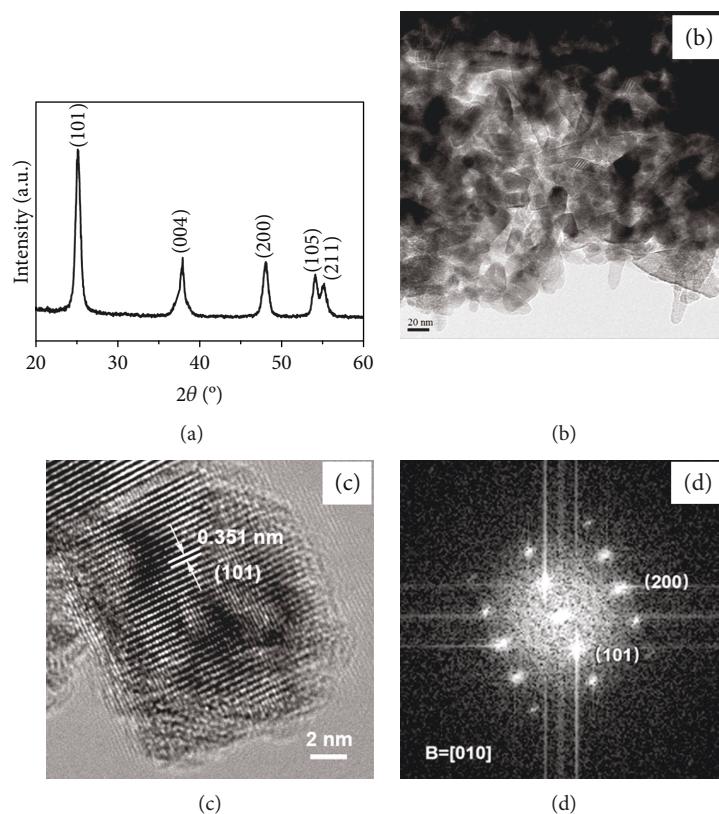 (101)
(004)
(200)
(105)
(211)
Intensity (a.u.)
20 30 40 50 60
2θ (º)
(a)
(b)
20 nm
(b)
(c)
0.351 nm
(101)
2 nm
(c)
(d)
(200)
(101)
B=[010]
(d)